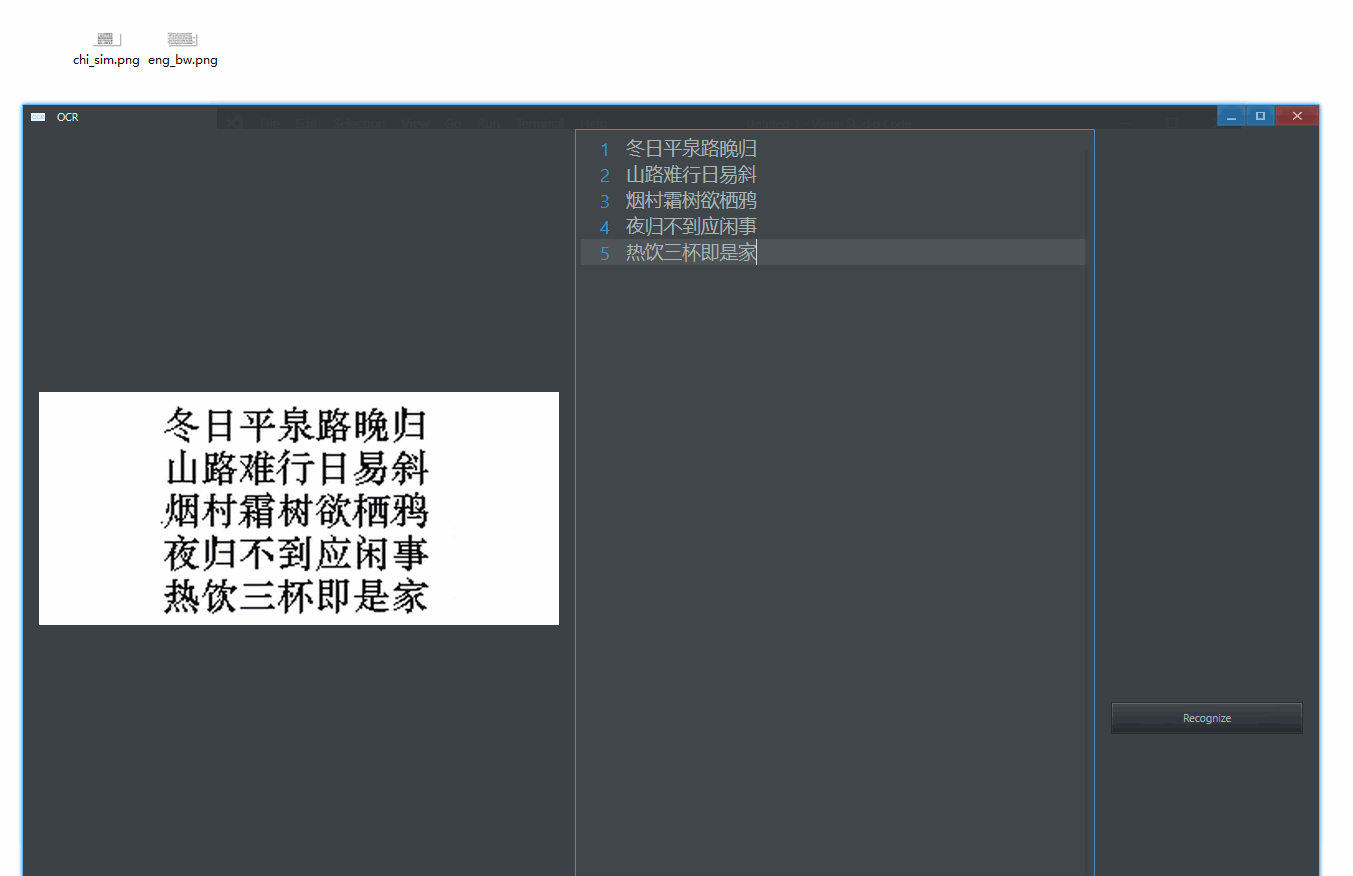 chi_sim.png
eng_bw.png
OCR
1 冬日平泉路晚归
2 山路难行日易斜
3 烟村霜树欲栖鸦
4 夜归不到应闲事
5 热饮三杯即是家
冬日平泉路晚归
山路难行日易斜
烟村霜树欲栖鸦
夜归不到应闲事
热饮三杯即是家
Recognize